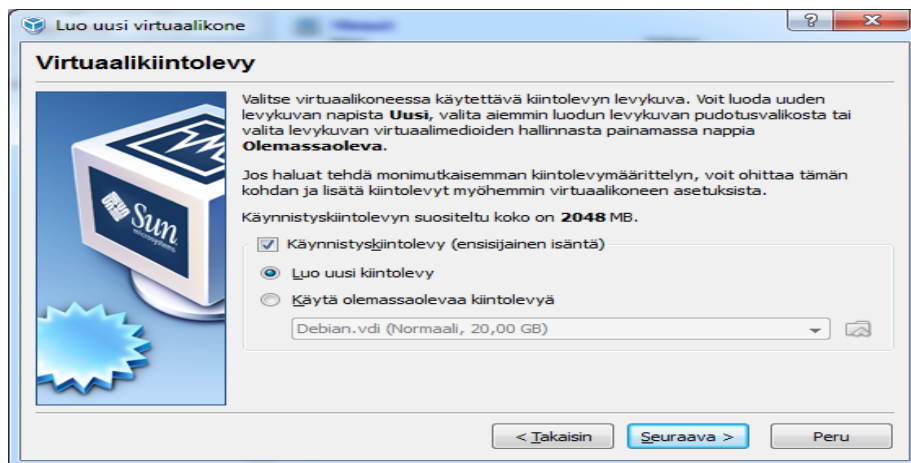 Luo uusi virtuaalikone
Virtuaalikiintolevy
Valitse virtuaalikoneessa käytettävä kiintolevyn levykuva. Voit luoda uuden
levykuvan napista Uusi, valita aiemmin luodun levykuvan pudotusvalikosta tai
valita levykuvan virtuaalimedioiden hallinnasta painamassa nappia
Olemassaoleva.
Jos haluat tehdä monimutkaisemman kiintolevymäärittelyn, voit ohittaa tämän
kohdan ja lisätä kiintolevyt myöhemmin virtuaalikoneen asetuksista.
Käynnistyskiintolevyn suositeltu koko on 2048 MB.
Käynnistyskiintolevy (ensisijainen isäntä)
Luo uusi kiintolevy
Käytä olemassaolevaa kiintolevyä
Debian.vdi (Normaali, 20,00 GB)
Sun
microsystems
< Takaisin
Seuraava >
Peru